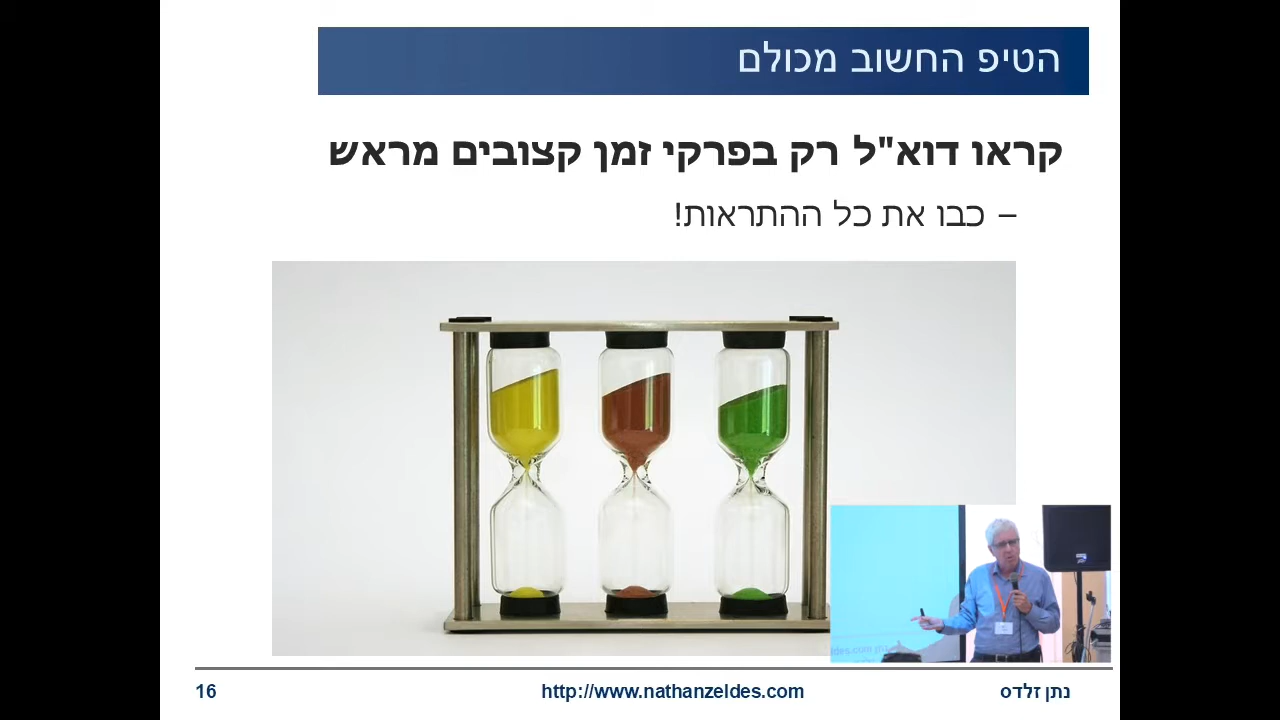 הטיפ החשוב מכולם
קראו דוא"ל רק בפרקי זמן קצובים מראש
– כבו את כל ההתראות!
נתן זלדס
http://www.nathanzeldes.com
16